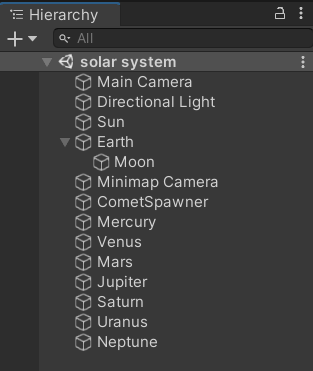 Hierarchy
All
solar system
Main Camera
Directional Light
Sun
Earth
Moon
Minimap Camera
CometSpawner
Mercury
Venus
Mars
Jupiter
Saturn
Uranus
Neptune